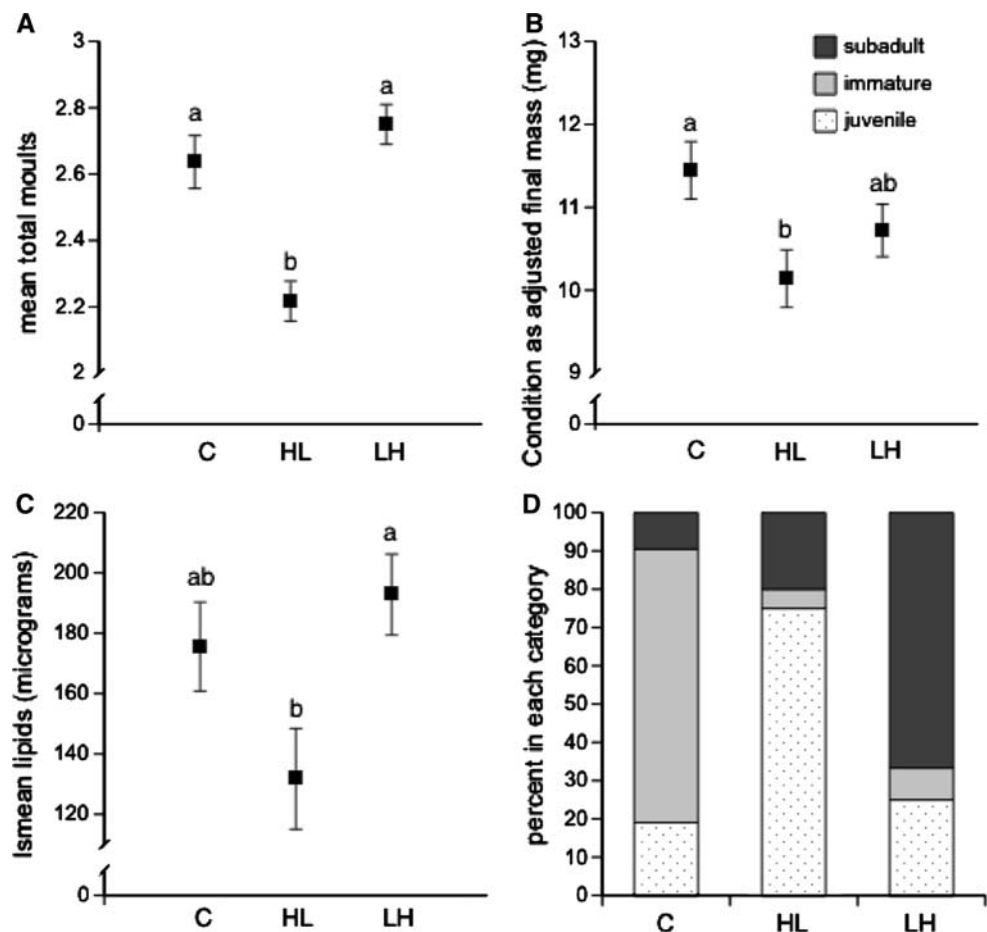 A
mean total moults
3
2.8
2.6
2.4
2.2
2
0
a
b
a
C HL LH
B
Condition as adjusted final mass (mg)
13
12
11
10
9
0
a
b
ab
C HL LH
subadult
immature
juvenile
C
lsmean lipids (micrograms)
220
200
180
160
140
120
0
ab
b
a
C HL LH
D
percent in each category
100
90
80
70
60
50
40
30
20
10
0
C HL LH